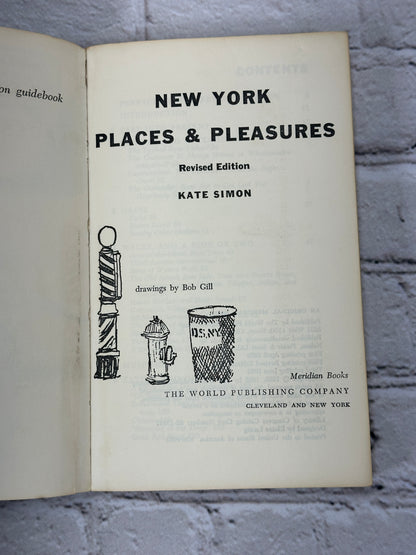 on guidebook
NEW YORK
PLACES & PLEASURES
Revised Edition
KATE SIMON
drawings by Bob Gill
D.S.N.Y.
Meridian Books
THE WORLD PUBLISHING COMPANY
CLEVELAND AND NEW YORK